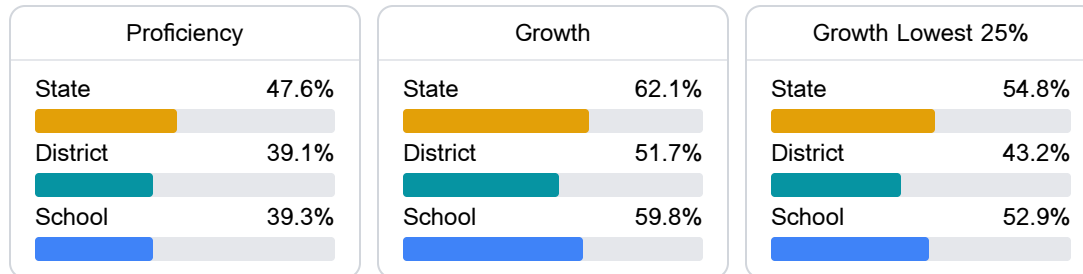 Proficiency
State 47.6%
District 39.1%
School 39.3%
Growth
State 62.1%
District 51.7%
School 59.8%
Growth Lowest 25%
State 54.8%
District 43.2%
School 52.9%